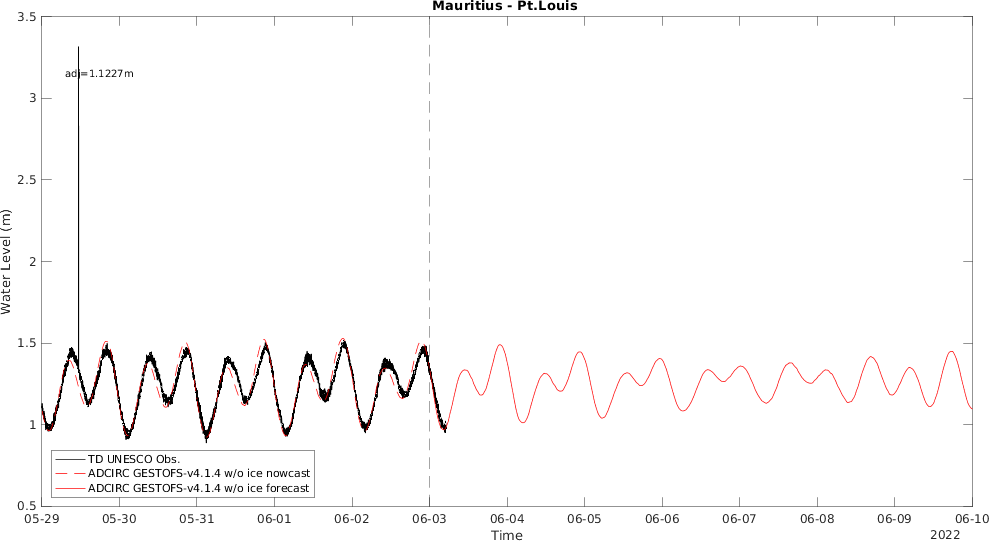 Mauritius - Pt.Louis
3.5
adj=1.1227m
3
2.5
2
1.5
1
0.5
Water Level (m)
TD UNESCO Obs.
ADCIRC GESTOFS-v4.1.4 w/o ice nowcast
ADCIRC GESTOFS-v4.1.4 w/o ice forecast
05-29 05-30 05-31 06-01 06-02 06-03 06-04 06-05 06-06 06-07 06-08 06-09 06-10
Time
2022